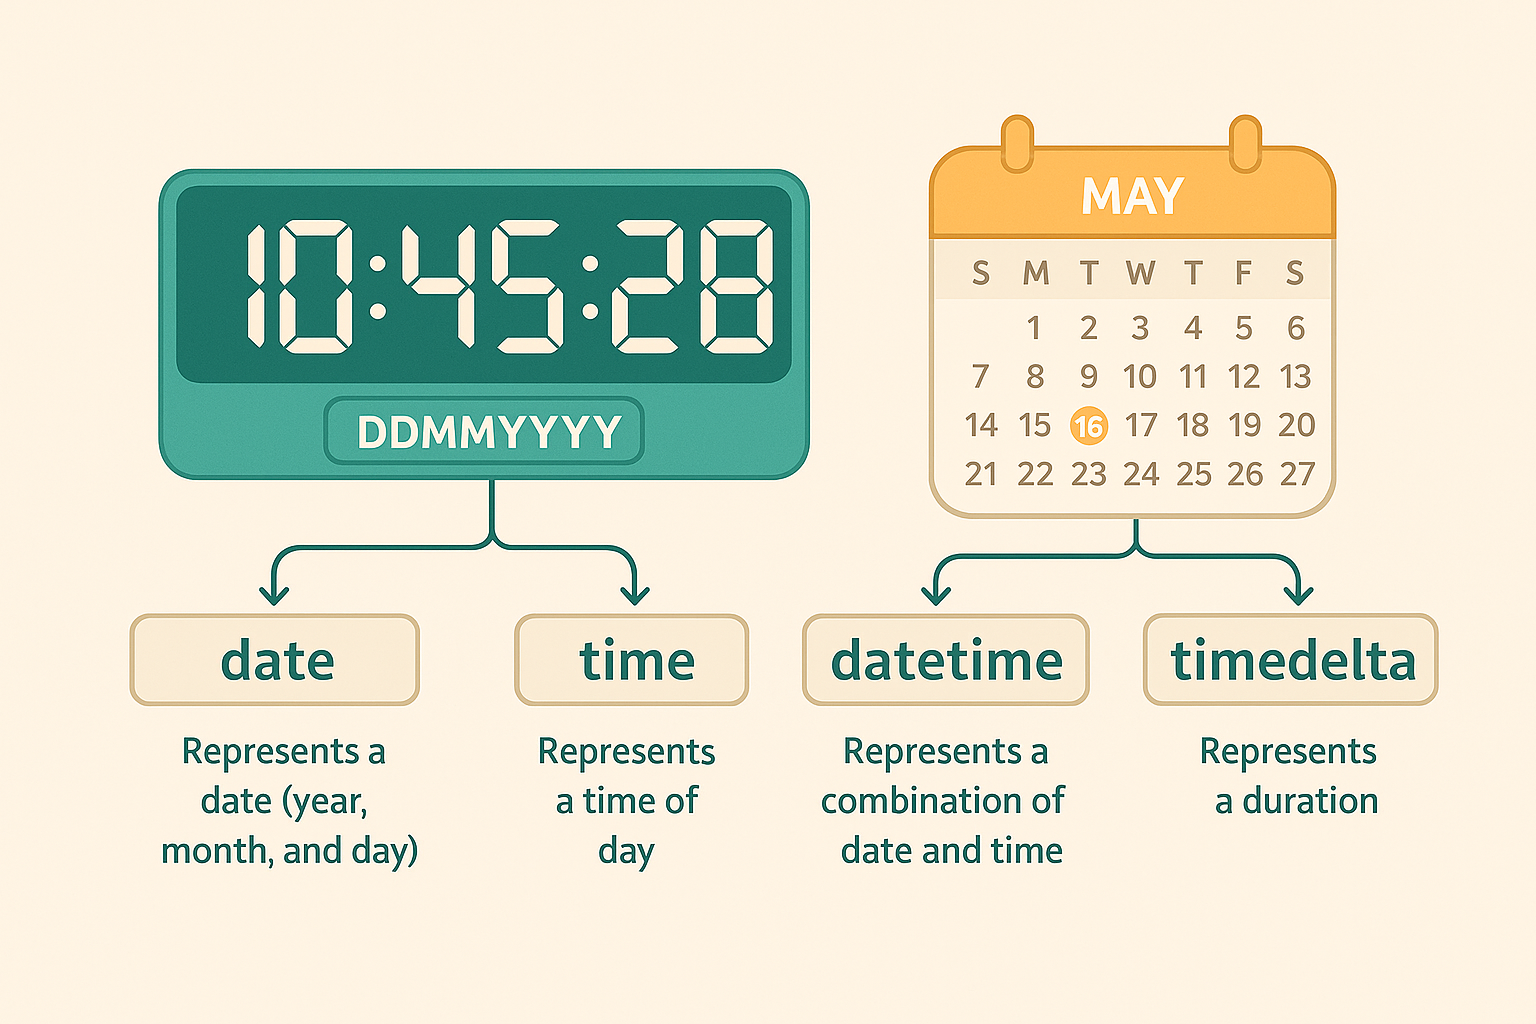 10:45:28
DDMMYYYY
MAY
S M T W T F S
1 2 3 4 5 6
7 8 9 10 11 12 13
14 15 16 17 18 19 20
21 22 23 24 25 26 27
date
Represents a
date (year,
month, and day)
time
Represents
a time of
day
datetime
Represents a
combination of
date and time
timedelta
Represents
a duration